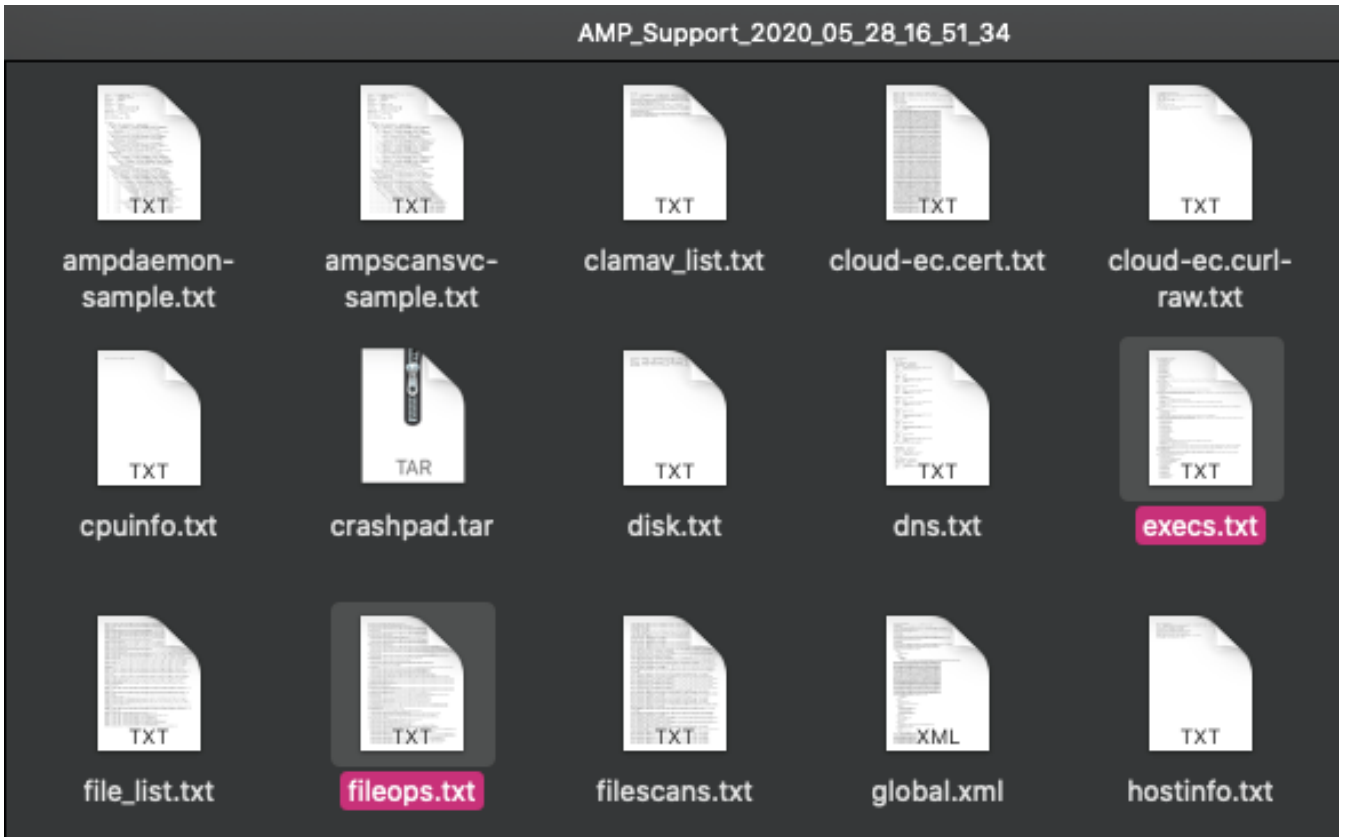 AMP_Support_2020_05_28_16_51_34
TXT
TXT
TXT
TXT
TXT
ampdaemon-
sample.txt
ampscansvc-
sample.txt
clamav_list.txt
cloud-ec.cert.txt
cloud-ec.curl-
raw.txt
TXT
TAR
TXT
TXT
TXT
cpuinfo.txt
crashpad.tar
disk.txt
dns.txt
execs.txt
TXT
TXT
TXT
XML
TXT
file_list.txt
fileops.txt
filescans.txt
global.xml
hostinfo.txt